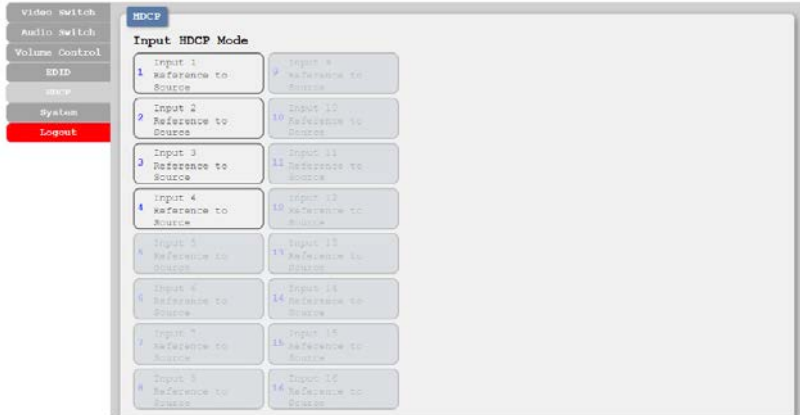 Video Switch
Audio Switch
Volume Control
EDID
HDCP
System
Logout
HDCP
Input HDCP Mode
1 Input 1
Reference to
Source
2 Input 2
Reference to
Source
3 Input 3
Reference to
Source
4 Input 4
Reference to
Source
5 Input 5
Reference to
Source
6 Input 6
Reference to
Source
7 Input 7
Reference to
Source
8 Input 8
Reference to
Source
9 Input 9
Reference to
Source
10 Input 10
Reference to
Source
11 Input 11
Reference to
Source
12 Input 12
Reference to
Source
13 Input 13
Reference to
Source
14 Input 14
Reference to
Source
15 Input 15
Reference to
Source
16 Input 16
Reference to
Source